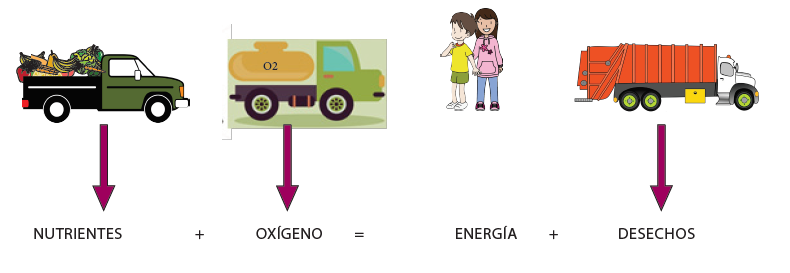 O2
NUTRIENTES + OXÍGENO = ENERGÍA + DESECHOS